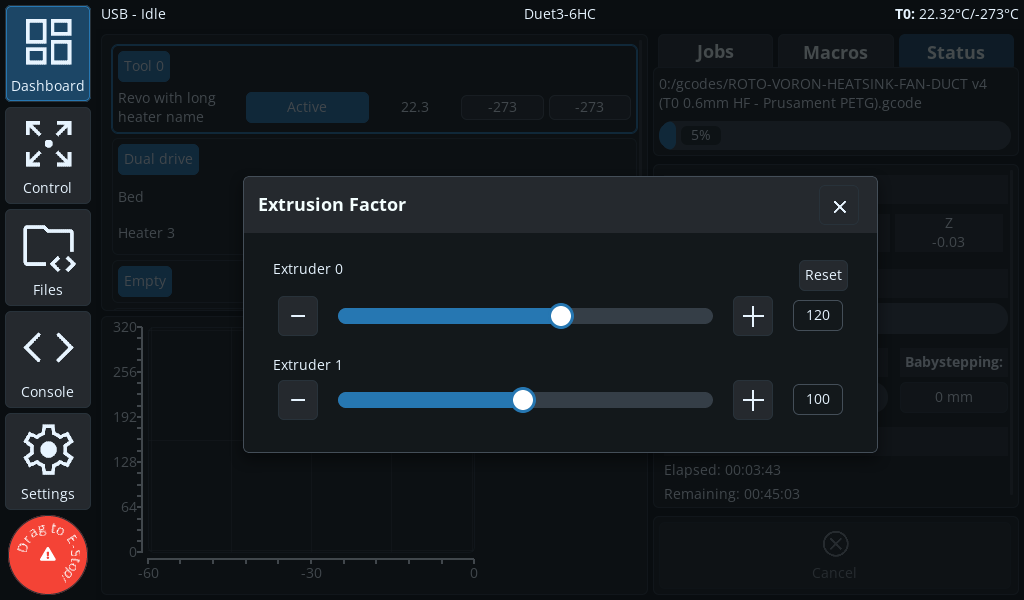 USB - Idle
Duet3-6HC
T0: 22.32°C/-273°C
Dashboard
Control
Files
Console
Settings
Drag to E-Stop!
Tool 0
Revo with long
heater name
Active
22.3
-273
-273
Dual drive
Bed
Heater 3
Empty
320
256
192
128
64
0
-60
-30
0
Jobs
Macros
Status
0:/gcodes/ROTO-VORON-HEATSINK-FAN-DUCT v4
(T0 0.6mm HF - Prusament PETG).gcode
5%
Z
-0.03
Babystepping:
0 mm
Elapsed: 00:03:43
Remaining: 00:45:03
Cancel
Extrusion Factor
Extruder 0
Reset
120
Extruder 1
100